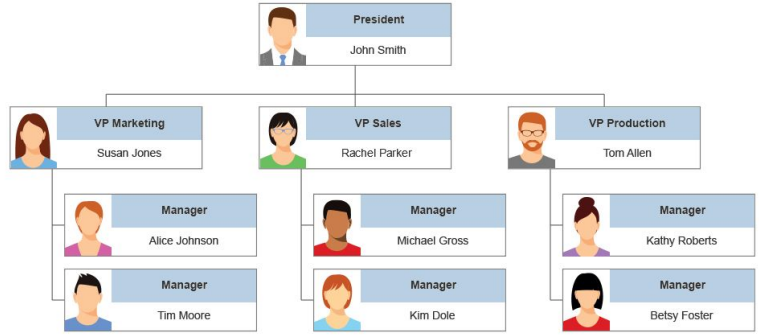 President
John Smith
VP Marketing
Susan Jones
VP Sales
Rachel Parker
VP Production
Tom Allen
Manager
Alice Johnson
Manager
Michael Gross
Manager
Kathy Roberts
Manager
Tim Moore
Manager
Kim Dole
Manager
Betsy Foster